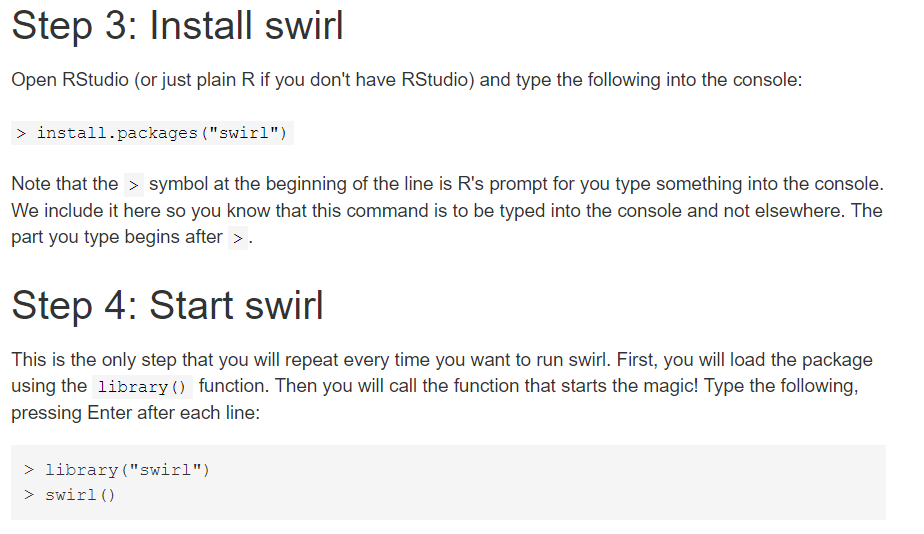 Step 3: Install swirl
Open RStudio (or just plain R if you don't have RStudio) and type the following into the console:
> install.packages("swirl")
Note that the > symbol at the beginning of the line is R's prompt for you type something into the console.
We include it here so you know that this command is to be typed into the console and not elsewhere. The
part you type begins after >.
Step 4: Start swirl
This is the only step that you will repeat every time you want to run swirl. First, you will load the package
using the library() function. Then you will call the function that starts the magic! Type the following,
pressing Enter after each line:
> library("swirl")
> swirl()